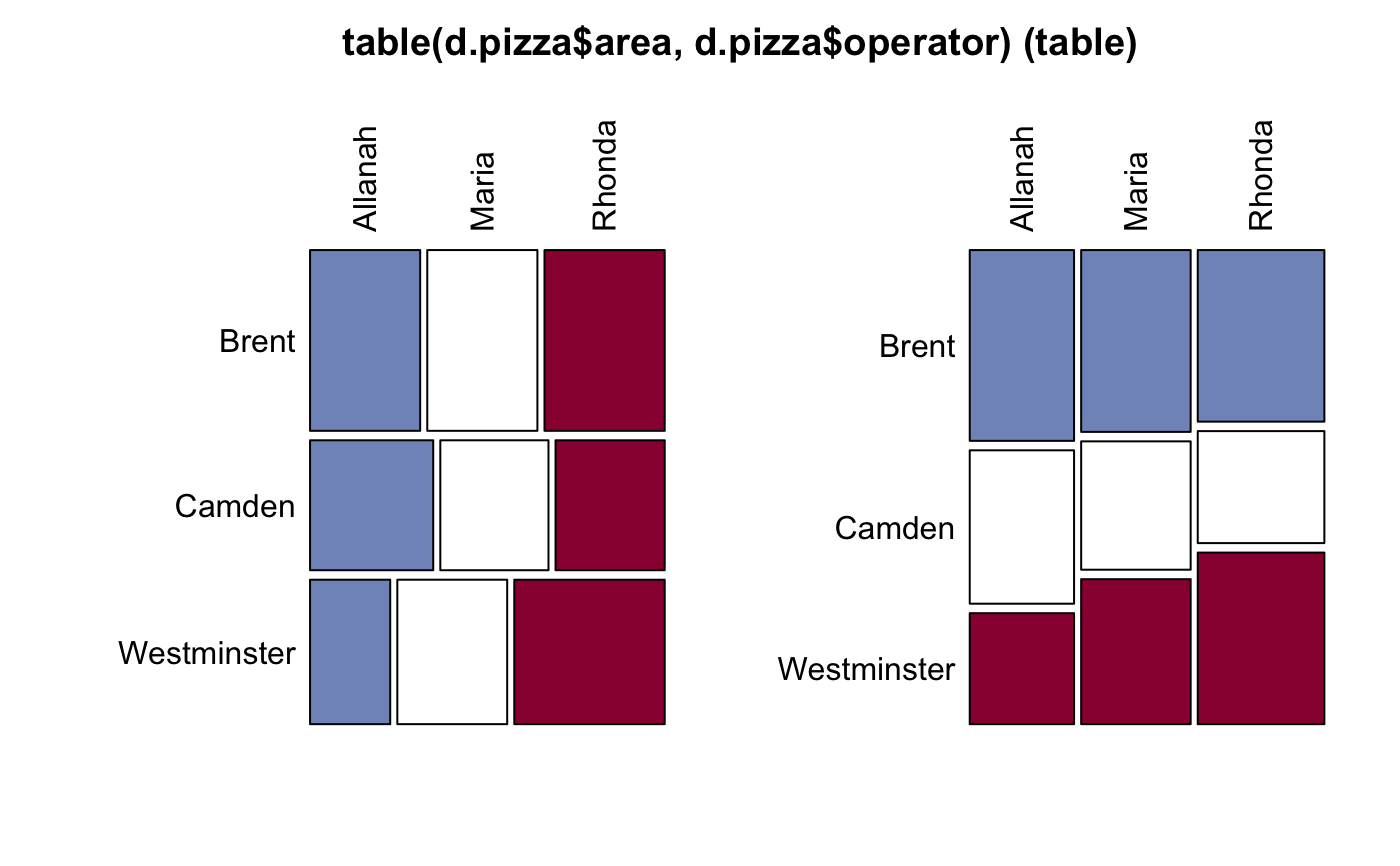 table(d.pizza$area, d.pizza$operator) (table)
Allanah
Maria
Rhonda
Brent
Camden
Westminster
Allanah
Maria
Rhonda
Brent
Camden
Westminster